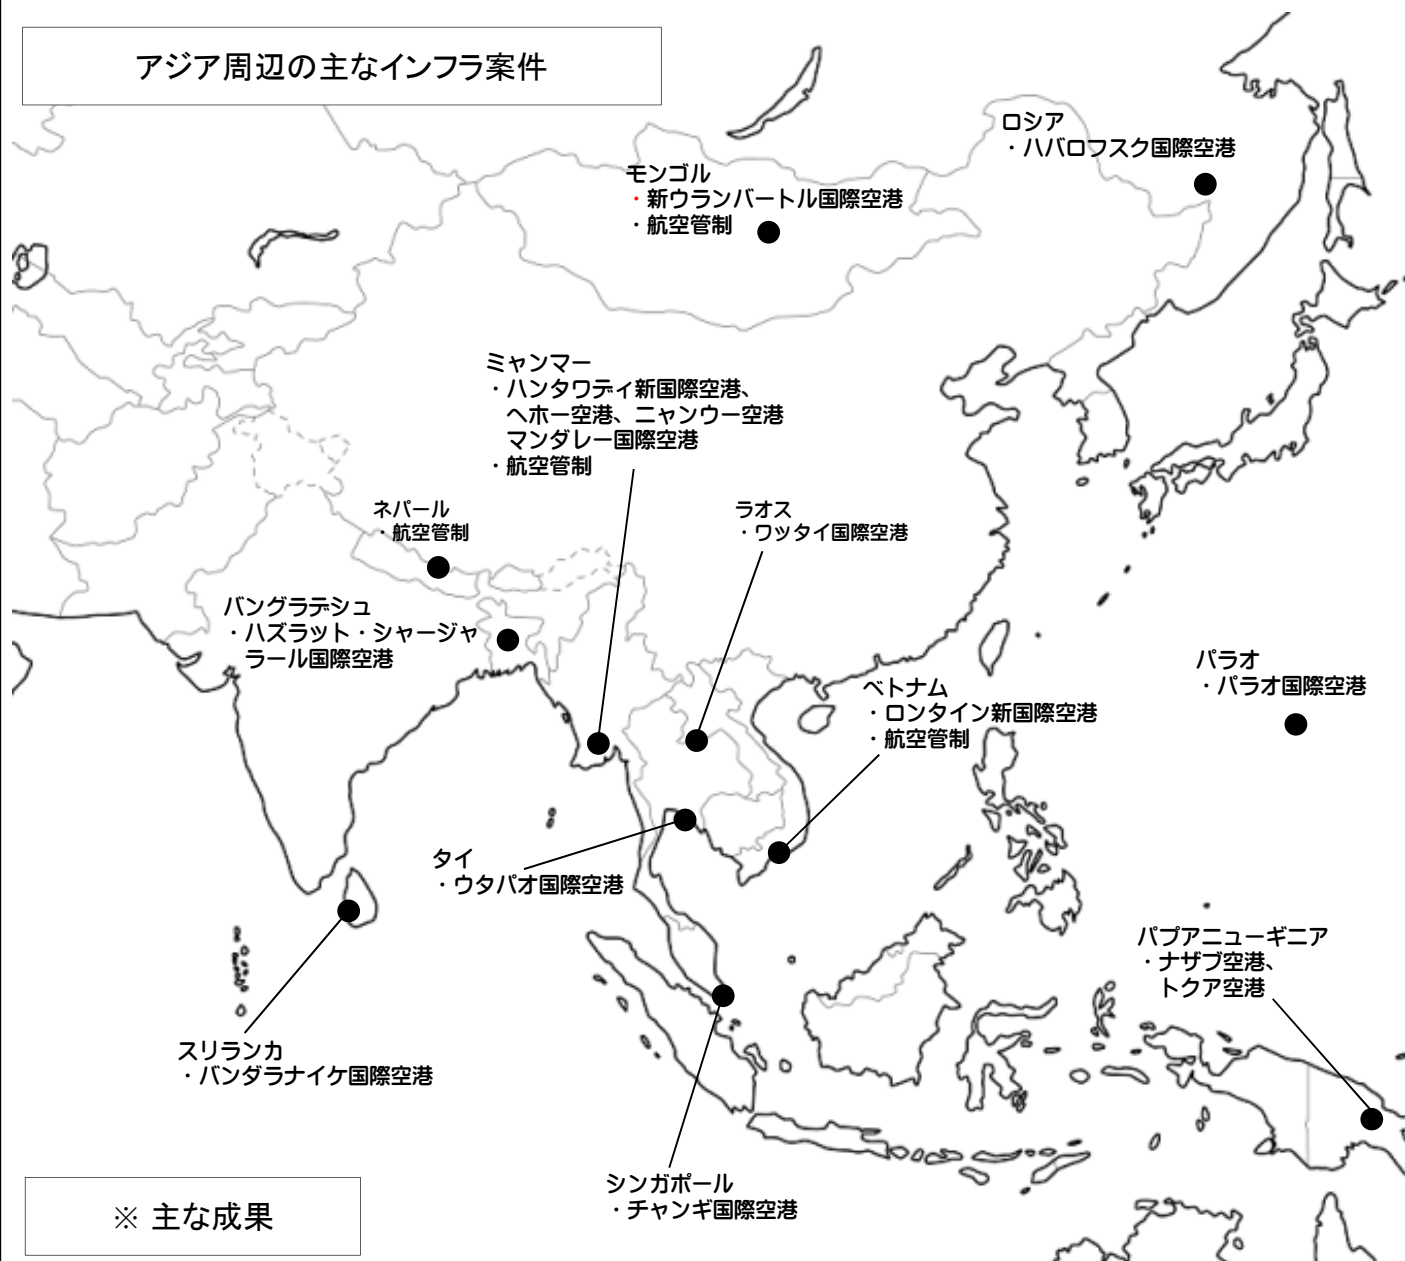 アジア周辺の主なインフラ案件
ロシア
・ハバロフスク国際空港
モンゴル
・新ウランバートル国際空港
・航空管制
ミャンマー
・ハンタワディ新国際空港、
ヘホー空港、ニャンウー空港
マンダレー国際空港
・航空管制
ネパール
・航空管制
ラオス
・ワッタイ国際空港
バングラデシュ
・ハズラット・シャージャ
ラール国際空港
パラオ
・パラオ国際空港
ベトナム
・ロンタイン新国際空港
・航空管制
タイ
・ウタパオ国際空港
パプアニューギニア
・ナザブ空港、
トクア空港
スリランカ
・バンダラナイケ国際空港
シンガポール
・チャンギ国際空港
※ 主な成果